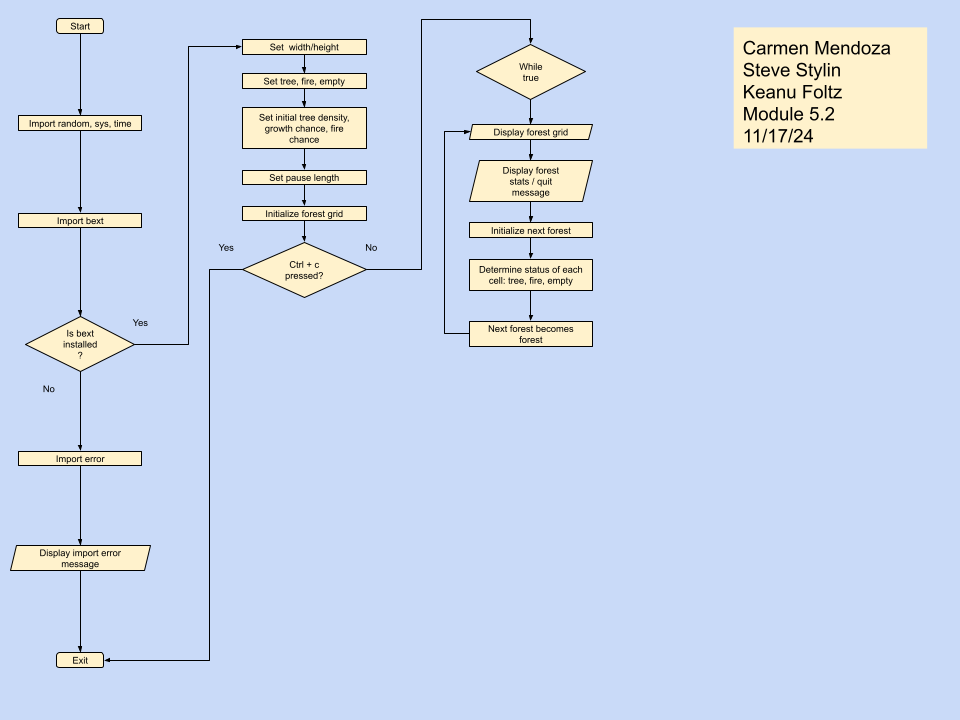 Start
Import random, sys, time
Import bext
Is bext
installed
?
Yes
No
Import error
Display import error
message
Exit
Set  width/height
Set tree, fire, empty
Set initial tree density,
growth chance, fire
chance
Set pause length
Initialize forest grid
Yes
No
Ctrl + c
pressed?
While
true
Display forest grid
Display forest
stats / quit
message
Initialize next forest
Determine status of each
cell: tree, fire, empty
Next forest becomes
forest
Carmen Mendoza
Steve Stylin
Keanu Foltz
Module 5.2
11/17/24